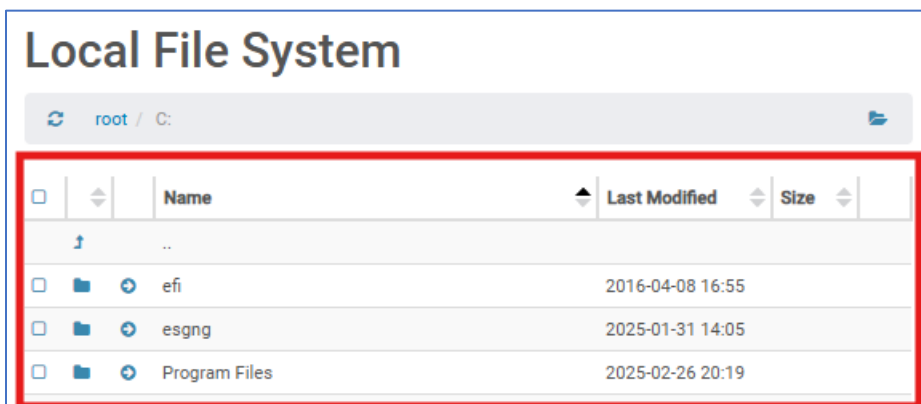 Local File System
root / C:
Name Last Modified Size
..
efi 2016-04-08 16:55
esgng 2025-01-31 14:05
Program Files 2025-02-26 20:19